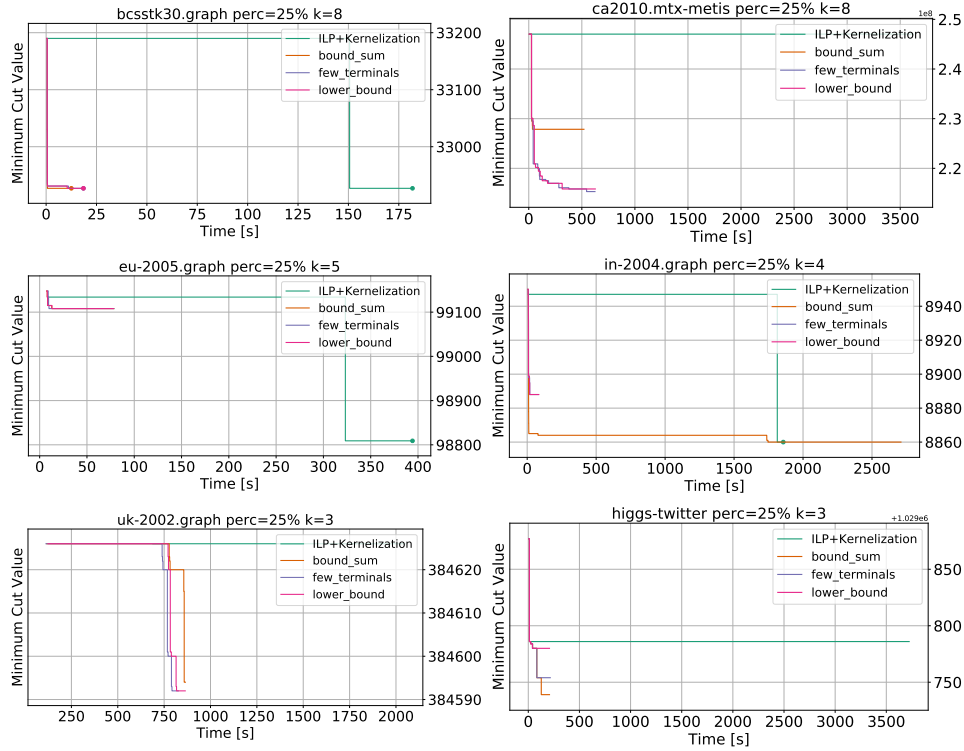 bcsstk30.graph perc=25% k=8
ILP+Kernelization
bound_sum
few_terminals
lower_bound
33200
33100
33000
Minimum Cut Value
0 25 50 75 100 125 150 175
Time [s]
ca2010.mtx-metis perc=25% k=8
1e8
ILP+Kernelization
bound_sum
few_terminals
lower_bound
2.5
2.4
2.3
2.2
Minimum Cut Value
0 500 1000 1500 2000 2500 3000 3500
Time [s]
eu-2005.graph perc=25% k=5
ILP+Kernelization
bound_sum
few_terminals
lower_bound
99100
99000
98900
98800
Minimum Cut Value
0 50 100 150 200 250 300 350 400
Time [s]
in-2004.graph perc=25% k=4
ILP+Kernelization
bound_sum
few_terminals
lower_bound
8940
8920
8900
8880
8860
Minimum Cut Value
0 500 1000 1500 2000 2500
Time [s]
uk-2002.graph perc=25% k=3
ILP+Kernelization
bound_sum
few_terminals
lower_bound
384620
384610
384600
384590
Minimum Cut Value
250 500 750 1000 1250 1500 1750 2000
Time [s]
higgs-twitter perc=25% k=3
+1.029e6
ILP+Kernelization
bound_sum
few_terminals
lower_bound
850
800
750
Minimum Cut Value
0 500 1000 1500 2000 2500 3000 3500
Time [s]